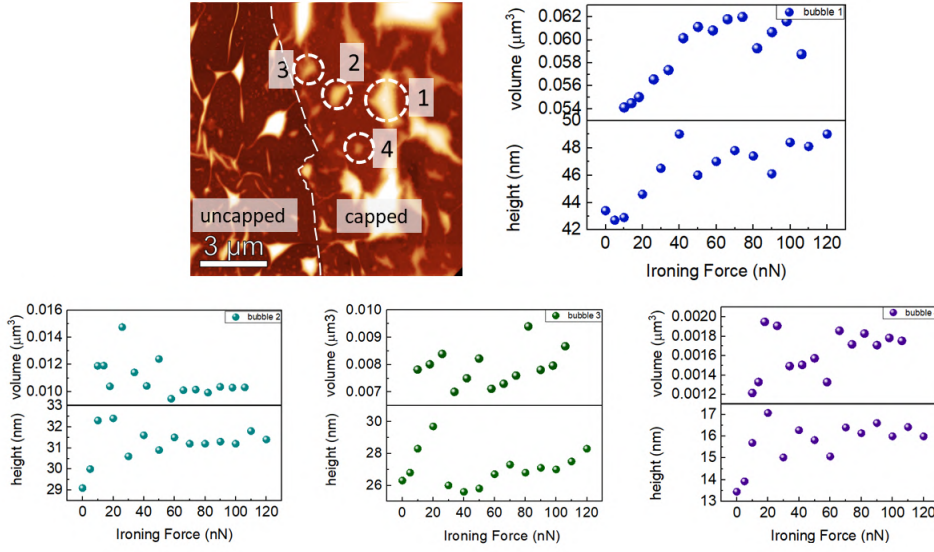 3
2
1
4
uncapped
capped
3 µm
bubble 1
volume (µm³)
0.062
0.060
0.058
0.056
0.054
height (nm)
50
48
46
44
42
0 20 40 60 80 100 120
Ironing Force (nN)
bubble 2
volume (µm³)
0.016
0.014
0.012
0.010
height (nm)
33
32
31
30
29
0 20 40 60 80 100 120
Ironing Force (nN)
bubble 3
volume (µm3)
0.010
0.009
0.008
0.007
height (nm)
30
28
26
0 20 40 60 80 100 120
Ironing Force (nN)
bubble
volume (µm³)
0.0020
0.0016
0.0012
height (nm)
17
16
15
14
13
0 20 40 60 80 100 120
Ironing Force (nN)